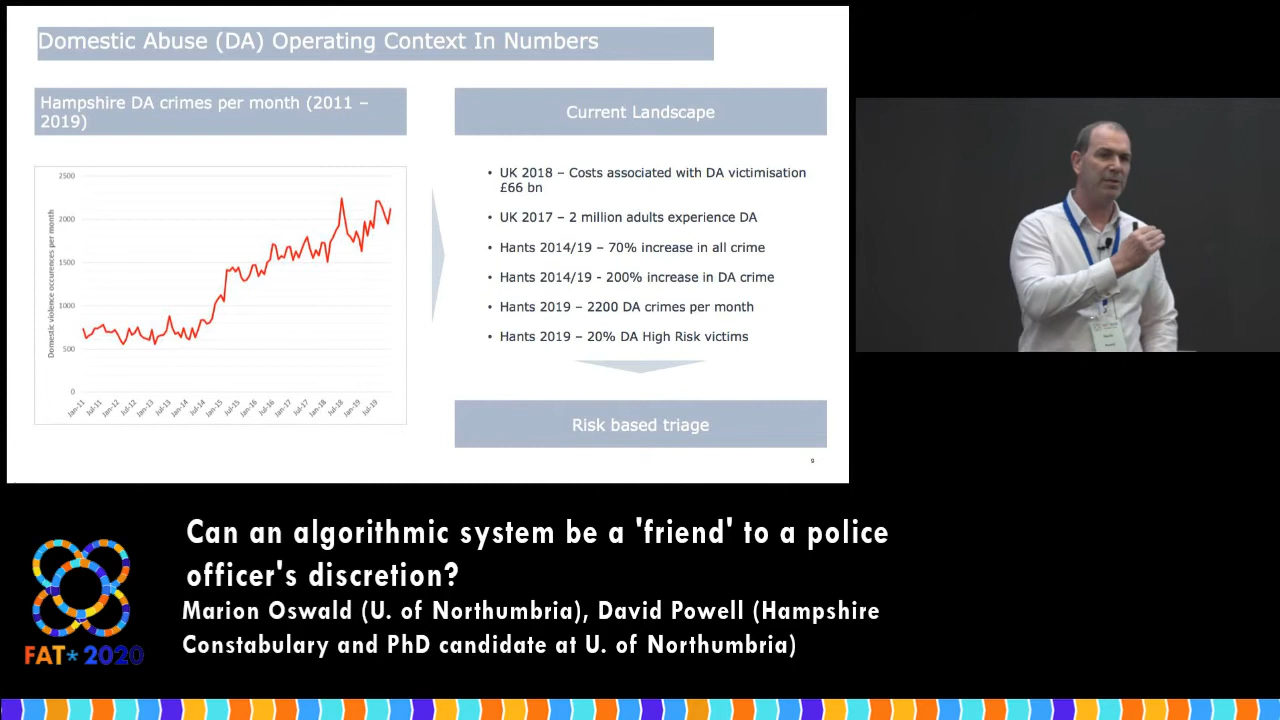 Domestic Abuse (DA) Operating Context In Numbers
Hampshire DA crimes per month (2011 –
2019)
Domestic violence occurences per month
2500
2000
1500
1000
500
0
Jan-11
Jul-11
Jan-12
Jul-12
Jan-13
Jul-13
Jan-14
Jul-14
Jan-15
Jul-15
Jan-16
Jul-16
Jan-17
Jul-17
Jan-18
Jul-18
Jan-19
Jul-19
Current Landscape
• UK 2018 – Costs associated with DA victimisation
£66 bn
• UK 2017 – 2 million adults experience DA
• Hants 2014/19 – 70% increase in all crime
• Hants 2014/19 - 200% increase in DA crime
• Hants 2019 – 2200 DA crimes per month
• Hants 2019 – 20% DA High Risk victims
Risk based triage
9
Can an algorithmic system be a 'friend' to a police
officer's discretion?
Marion Oswald (U. of Northumbria), David Powell (Hampshire
Constabulary and PhD candidate at U. of Northumbria)
FAT* 2020